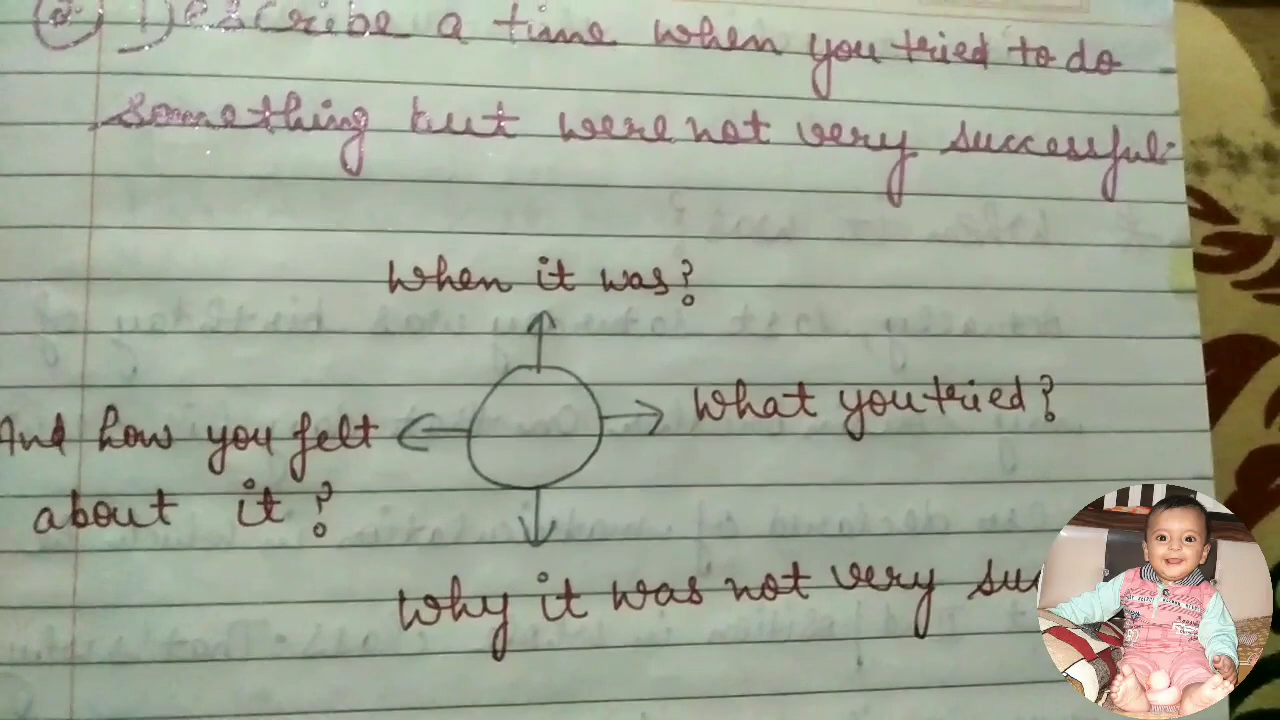 (Q.) Describe a time when you tried to do
something but were not very successful:
When it was?
What you tried?
And how you felt
about it?
Why it was not very su